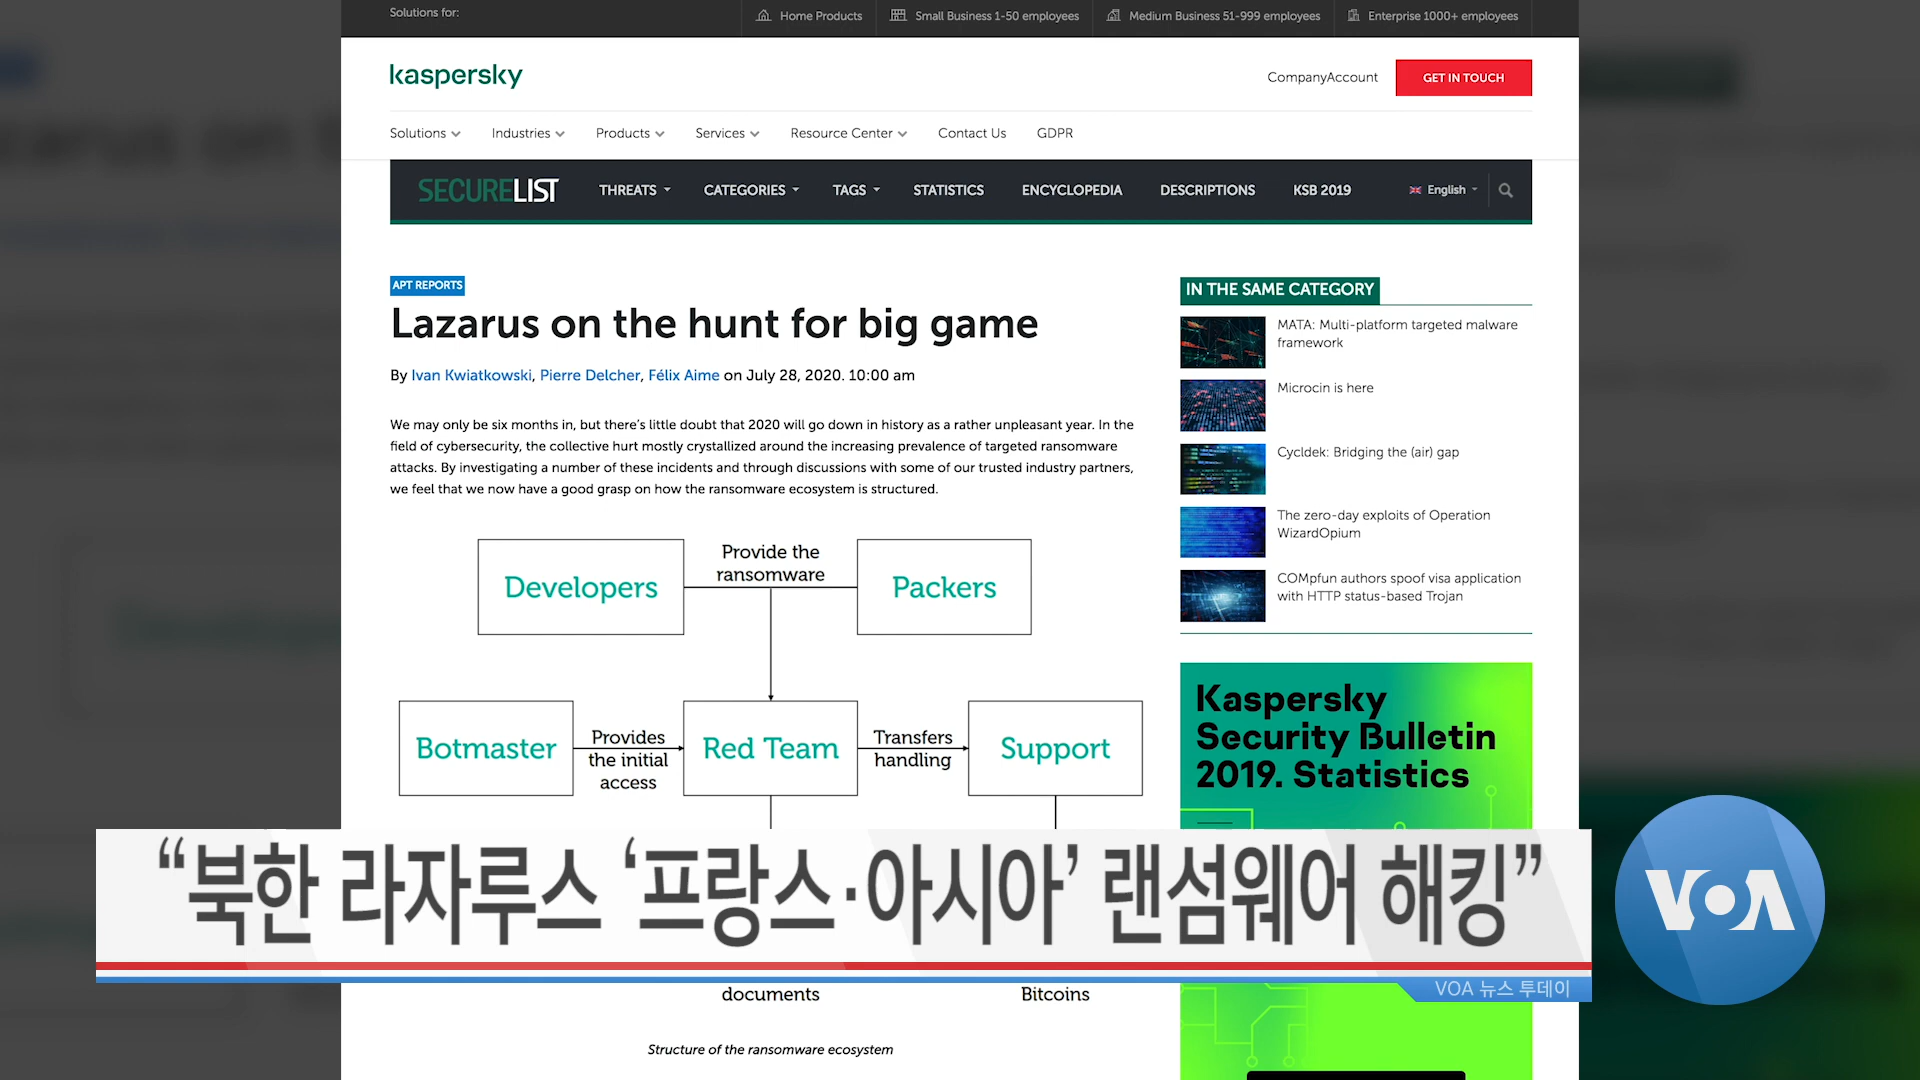 Solutions for:
Home Products
Small Business 1-50 employees
Medium Business 51-999 employees
Enterprise 1000+ employees
kaspersky
CompanyAccount
GET IN TOUCH
Solutions
Industries
Products
Services
Resource Center
Contact Us
GDPR
SECURELIST
THREATS
CATEGORIES
TAGS
STATISTICS
ENCYCLOPEDIA
DESCRIPTIONS
KSB 2019
English
APT REPORTS
Lazarus on the hunt for big game
By Ivan Kwiatkowski, Pierre Delcher, Félix Aime on July 28, 2020. 10:00 am
We may only be six months in, but there's little doubt that 2020 will go down in history as a rather unpleasant year. In the
field of cybersecurity, the collective hurt mostly crystallized around the increasing prevalence of targeted ransomware
attacks. By investigating a number of these incidents and through discussions with some of our trusted industry partners,
we feel that we now have a good grasp on how the ransomware ecosystem is structured.
Developers
Provide the
ransomware
Packers
Botmaster
Provides
the initial
access
Red Team
Transfers
handling
Support
documents
Bitcoins
Structure of the ransomware ecosystem
IN THE SAME CATEGORY
MATA: Multi-platform targeted malware
framework
Microcin is here
Cycldek: Bridging the (air) gap
The zero-day exploits of Operation
WizardOpium
COMpfun authors spoof visa application
with HTTP status-based Trojan
Kaspersky
Security Bulletin
2019. Statistics
“북한 라자루스 ‘프랑스·아시아’ 랜섬웨어 해킹”
VOA 뉴스 투데이
VOA